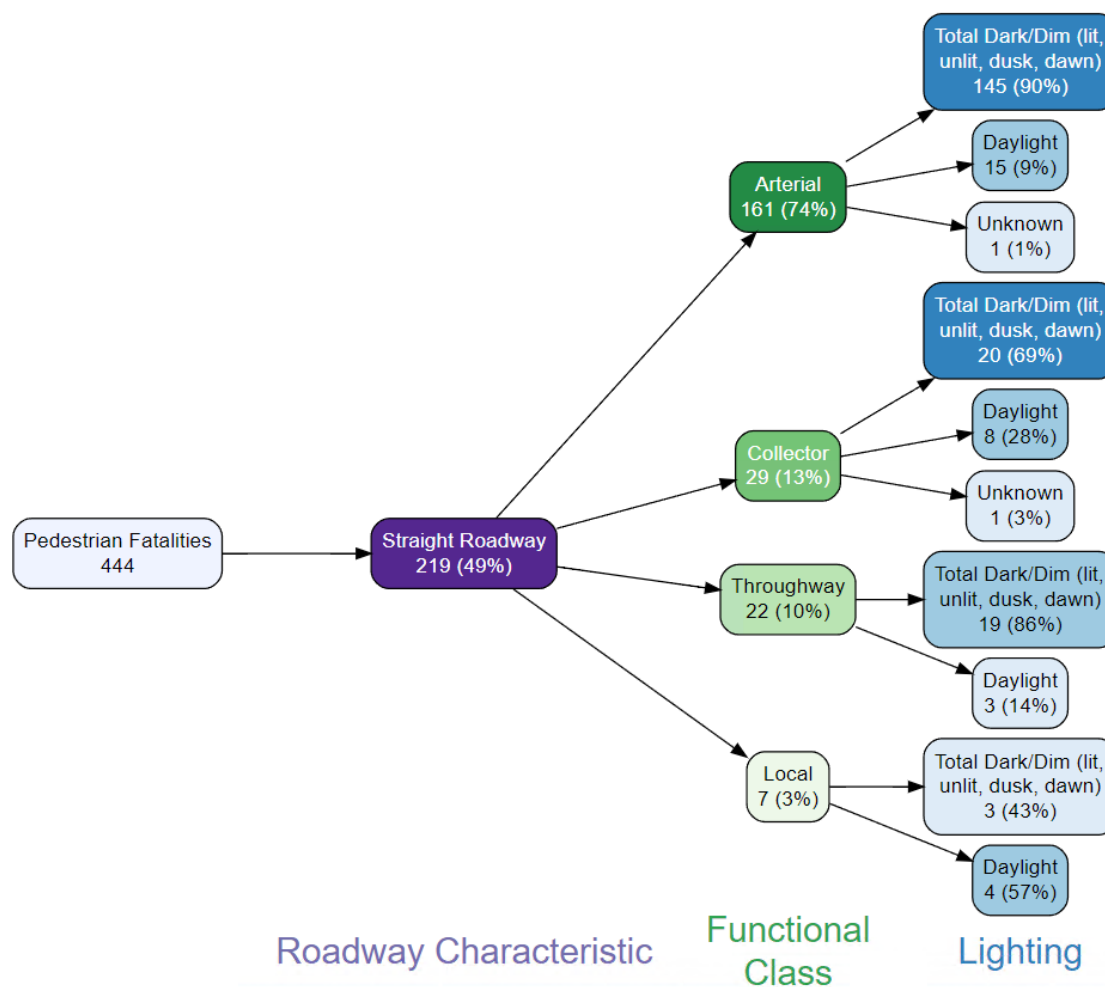 Pedestrian Fatalities
444
Straight Roadway
219 (49%)
Arterial
161 (74%)
Total Dark/Dim (lit,
unlit, dusk, dawn)
145 (90%)
Daylight
15 (9%)
Unknown
1 (1%)
Collector
29 (13%)
Total Dark/Dim (lit,
unlit, dusk, dawn)
20 (69%)
Daylight
8 (28%)
Unknown
1 (3%)
Throughway
22 (10%)
Total Dark/Dim (lit,
unlit, dusk, dawn)
19 (86%)
Daylight
3 (14%)
Local
7 (3%)
Total Dark/Dim (lit,
unlit, dusk, dawn)
3 (43%)
Daylight
4 (57%)
Roadway Characteristic
Functional
Class
Lighting